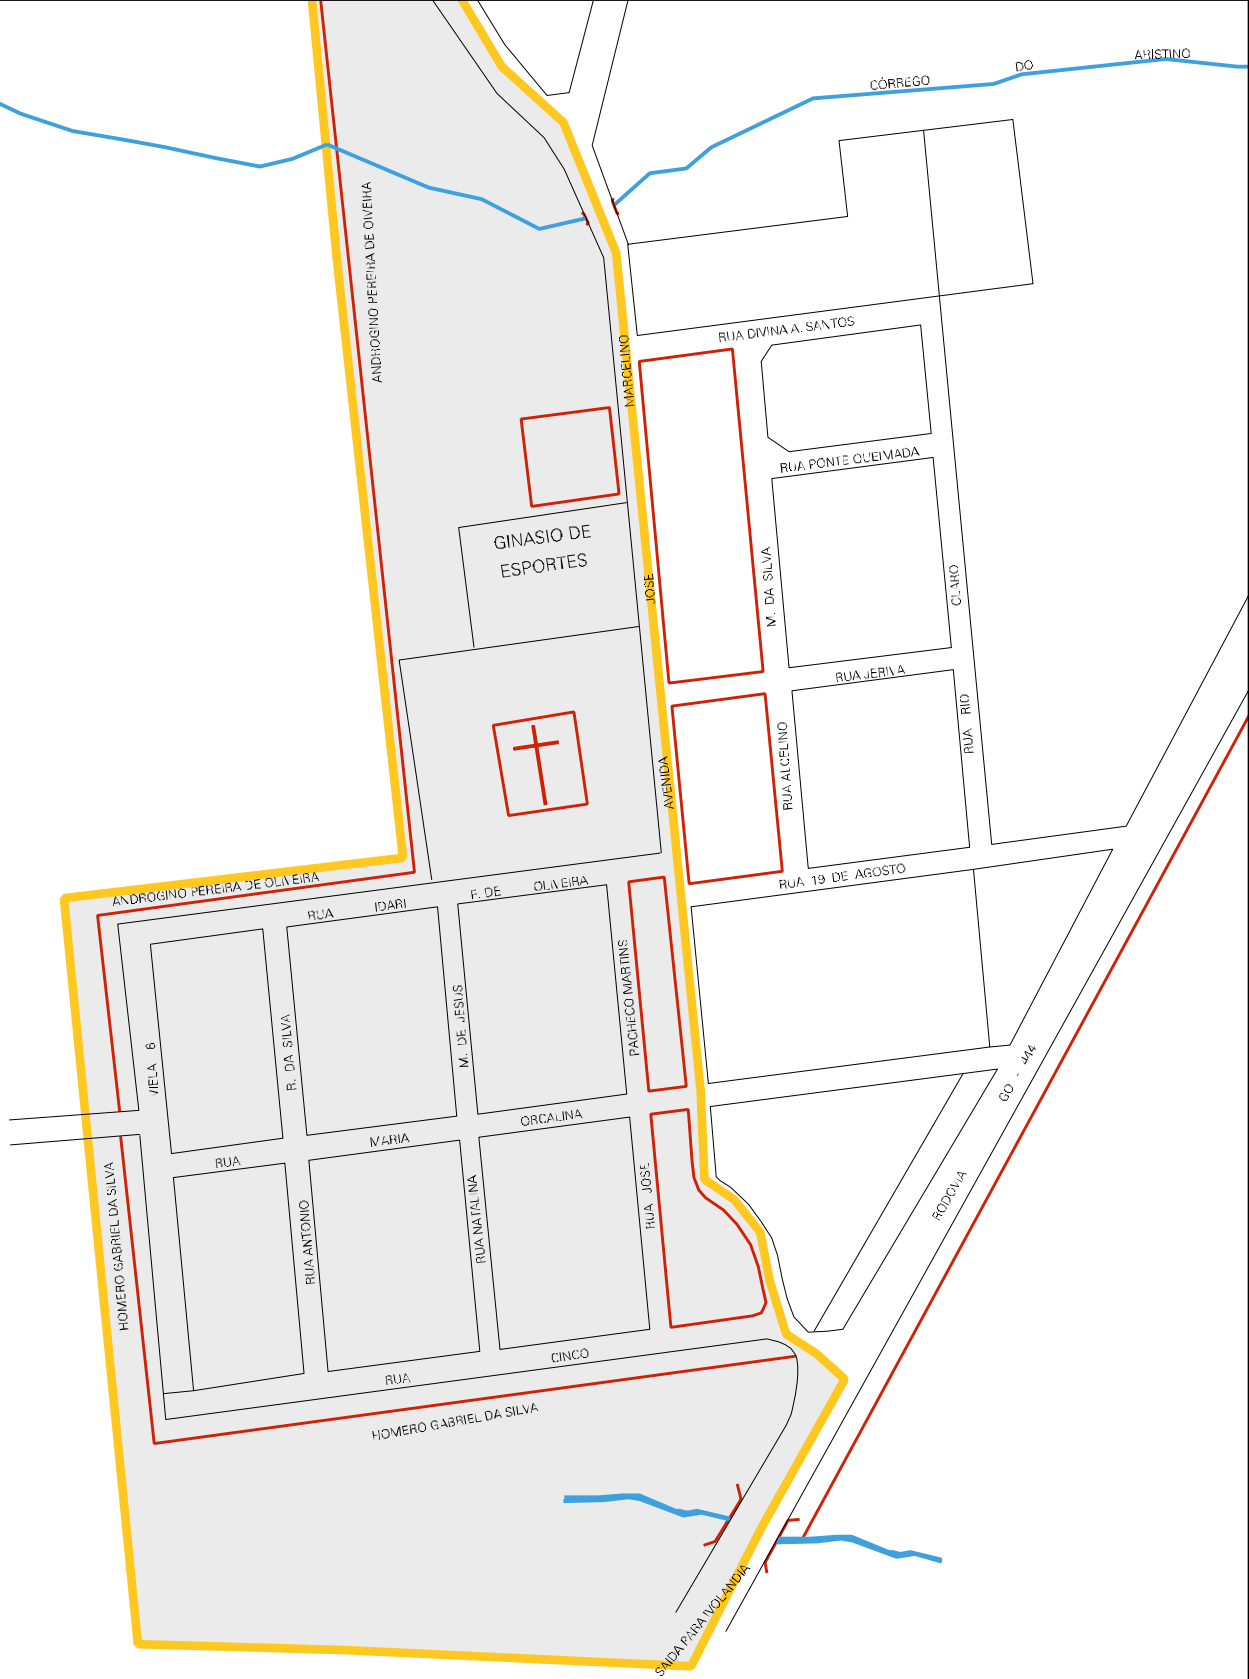 ARISTINO
DO
CÓRREGO
ANDROGINO PEREIRA DE OIVEIRA
RUA DIVINA A. SANTOS
MARCELINO
RUA PONTE QUEIMADA
GINASIO DE
ESPORTES
JOSE
M. DA SILVA
CLARO
RUA JERIVA
RUA RIO
RUA ALCELINO
AVENIDA
RUA 19 DE AGOSTO
ANDROGINO PEREIRA DE OLIVEIRA
RUA IDARI F. DE OLIVEIRA
PACHECO MARTINS
M. DE JESUS
R. DA SILVA
VIELA 6
GO - 144
RUA MARIA ORCALINA
HOMERO GABRIEL DA SILVA
RUA ANTONIO
RUA NATALINA
RUA JOSE
RODOVIA
RUA CINCO
HOMERO GABRIEL DA SILVA
SAIDA PARA IVOLANDIA